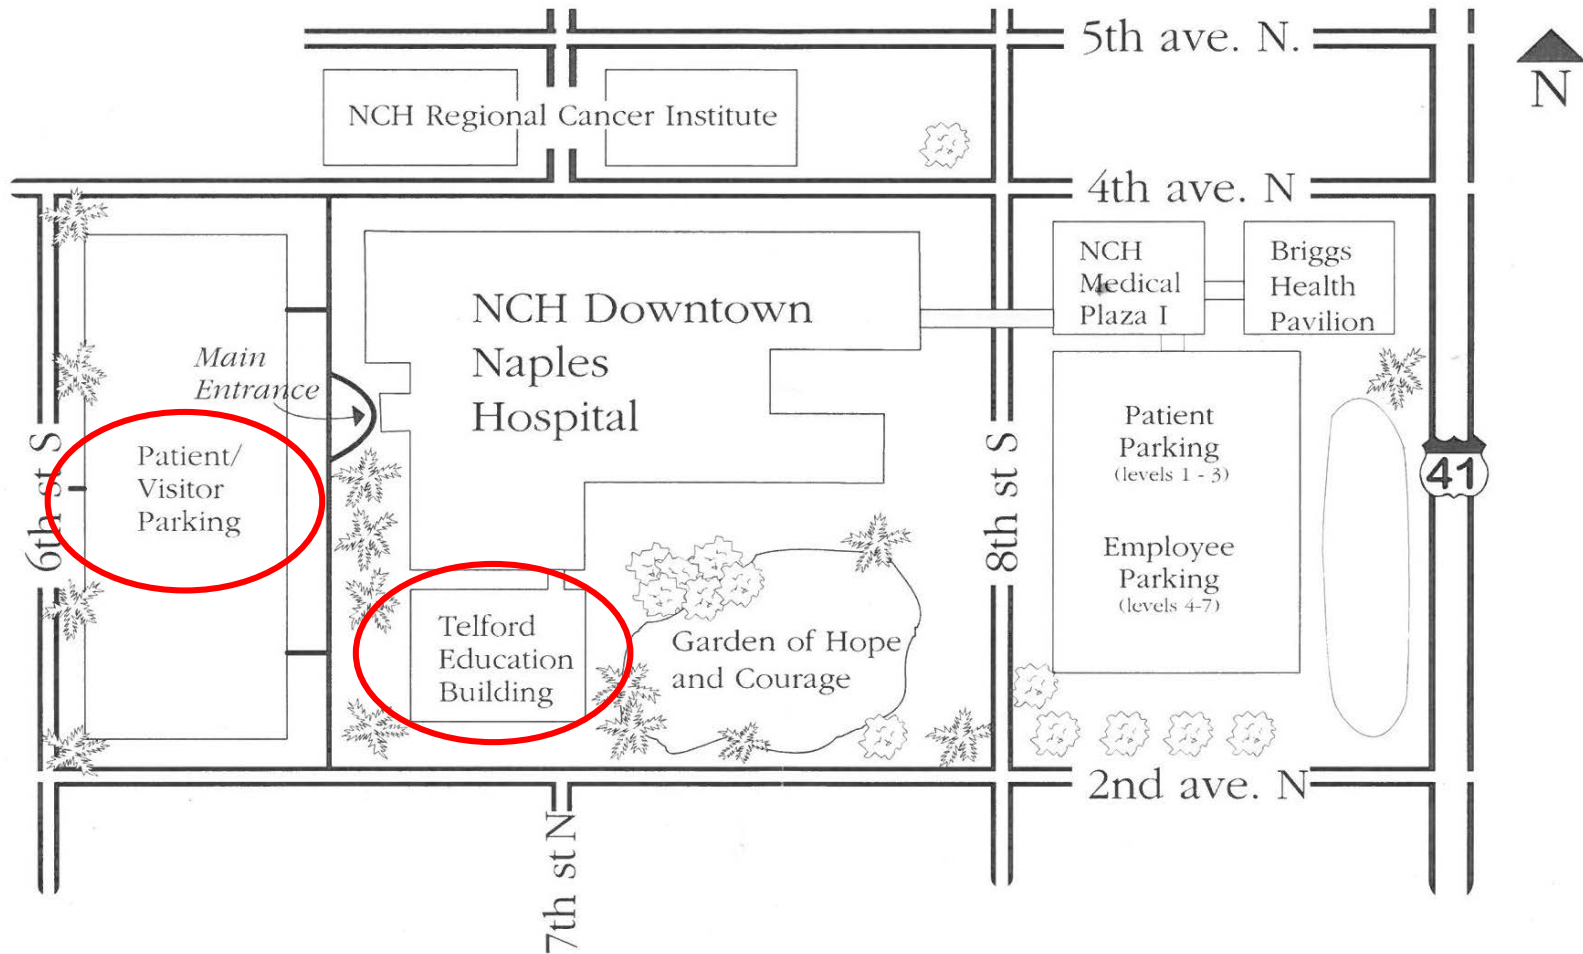 5th ave. N.
N
NCH Regional Cancer Institute
4th ave. N
NCH
Medical
Plaza I
Briggs
Health
Pavilion
NCH Downtown
Naples
Hospital
Main
Entrance
Patient/
Visitor
Parking
6th st S
8th st S
Patient
Parking
(levels 1 - 3)
Employee
Parking
(levels 4-7)
41
Telford
Education
Building
Garden of Hope
and Courage
2nd ave. N
7th st N